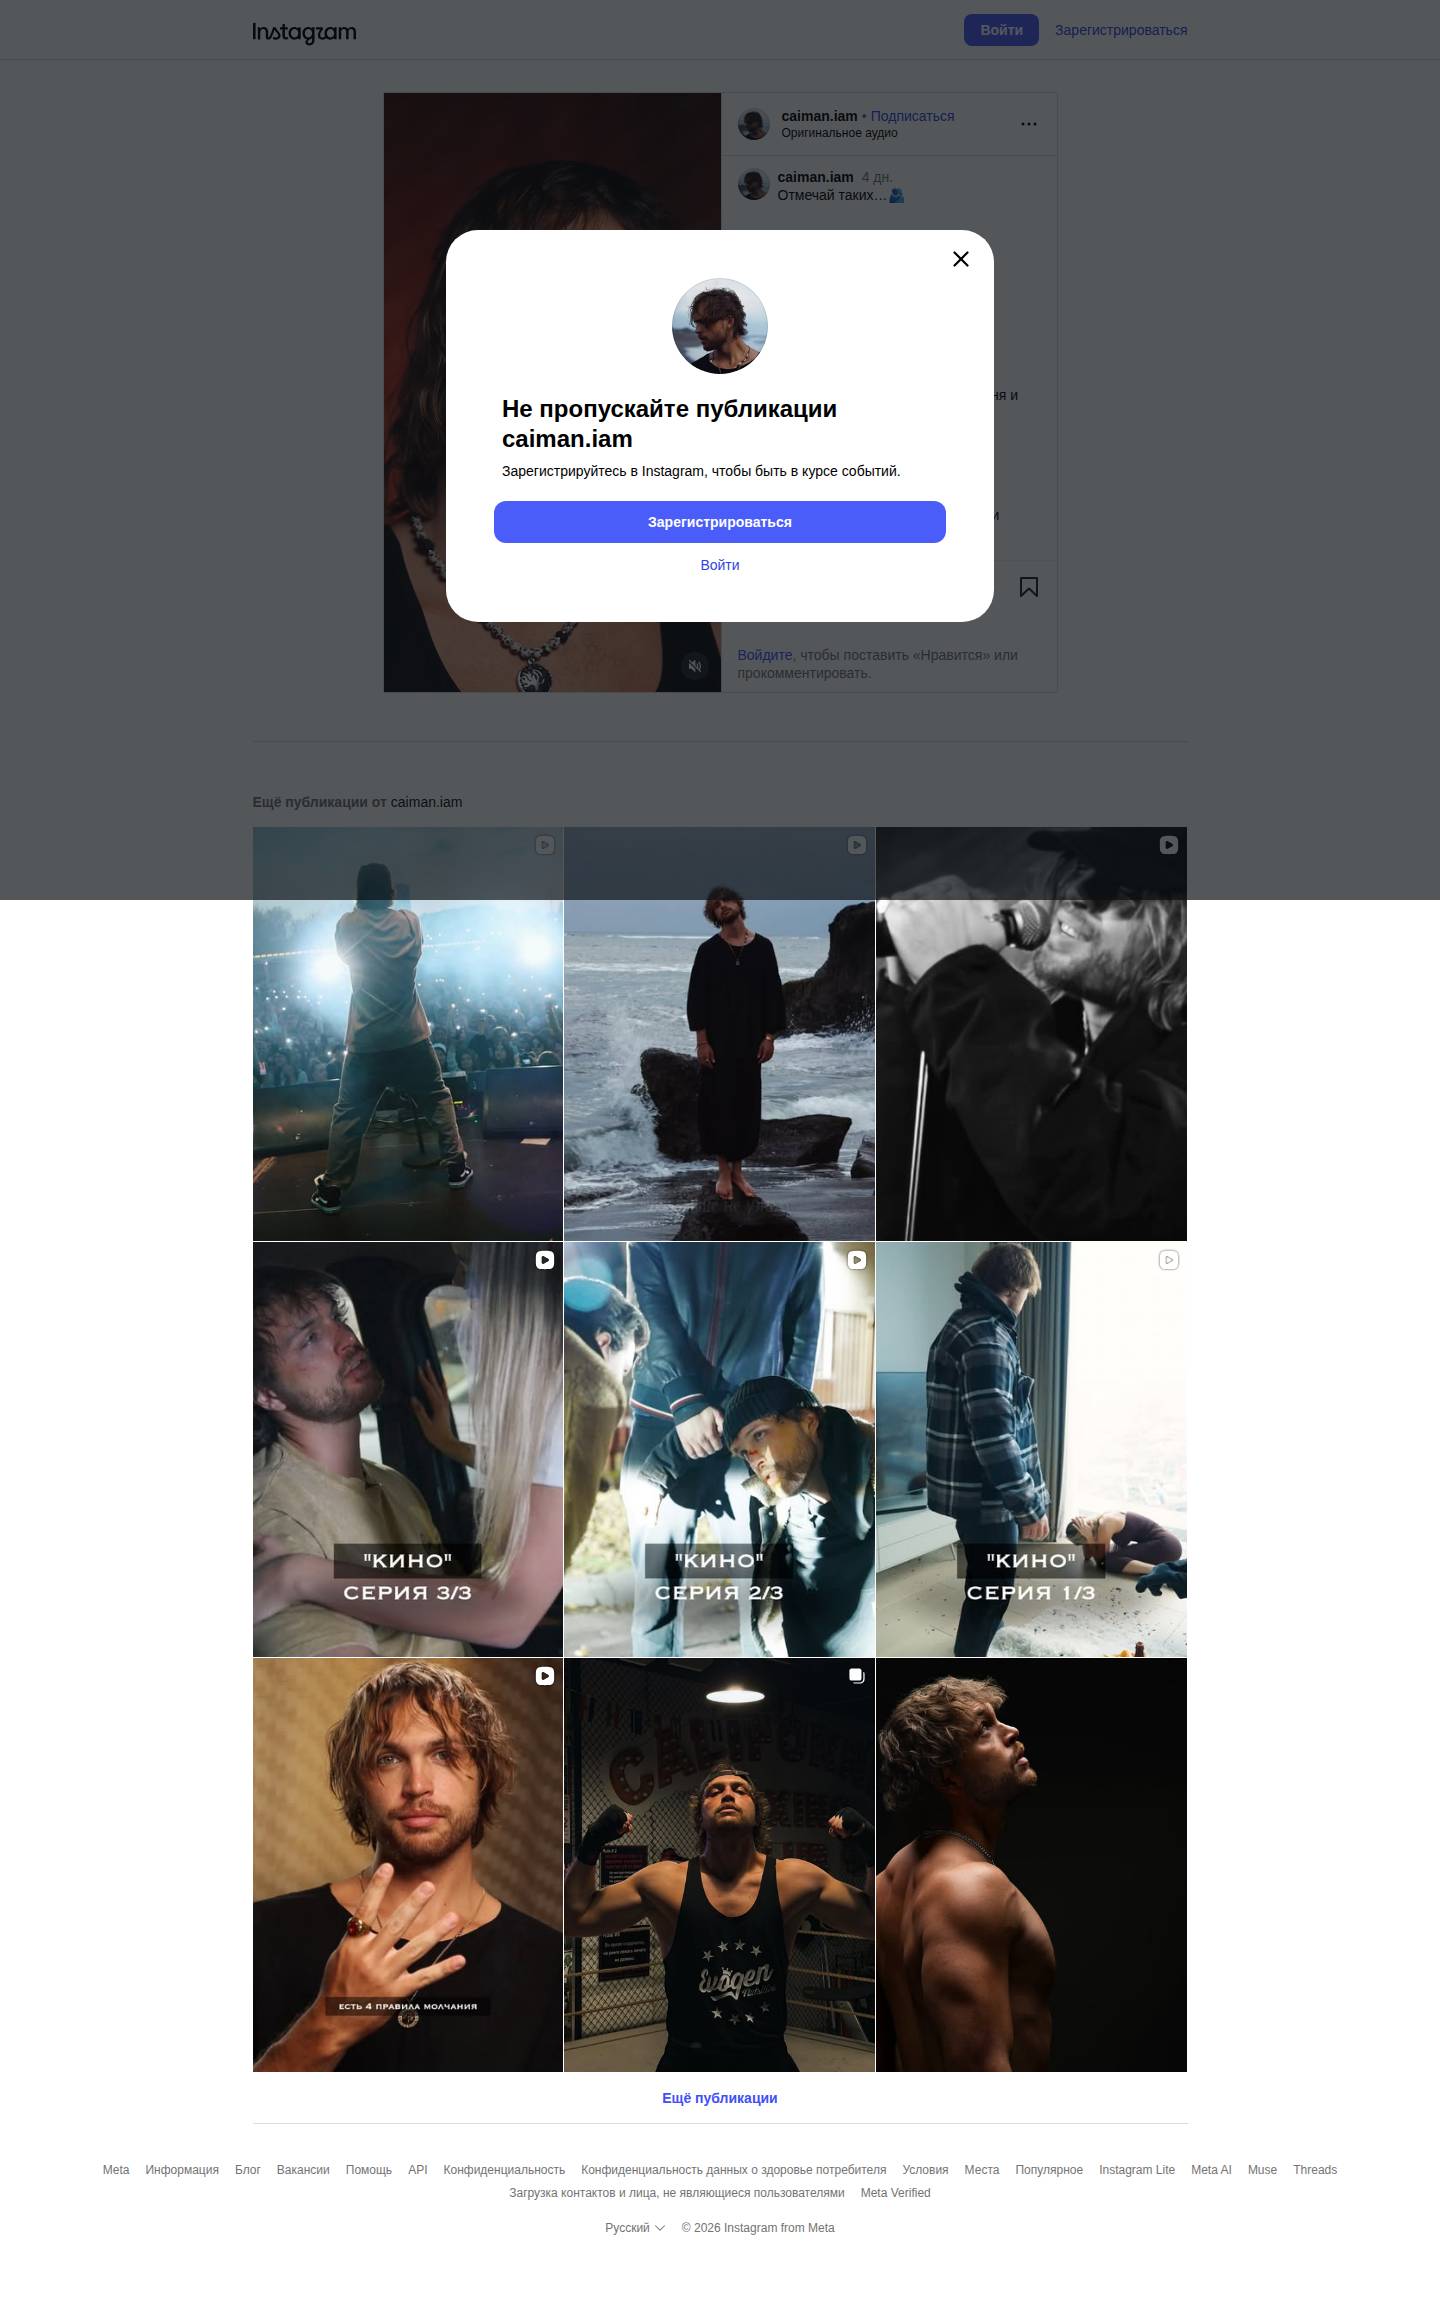 Instagram
Войти
Зарегистрироваться
caiman.iam • Подписаться
Оригинальное аудио
caiman.iam 4 дн.
Отмечай таких…🫂
Не пропускайте публикации
caiman.iam
Зарегистрируйтесь в Instagram, чтобы быть в курсе событий.
Зарегистрироваться
Войти
Войдите, чтобы поставить «Нравится» или
прокомментировать.
Ещё публикации от caiman.iam
"КИНО"
СЕРИЯ 3/3
"КИНО"
СЕРИЯ 2/3
"КИНО"
СЕРИЯ 1/3
ЕСТЬ 4 ПРАВИЛА МОЛЧАНИЯ
Evogen
Nutrition
Ещё публикации
Meta Информация Блог Вакансии Помощь API Конфиденциальность Конфиденциальность данных о здоровье потребителя Условия Места Популярное Instagram Lite Meta AI Muse Threads
Загрузка контактов и лица, не являющиеся пользователями Meta Verified
Русский © 2026 Instagram from Meta